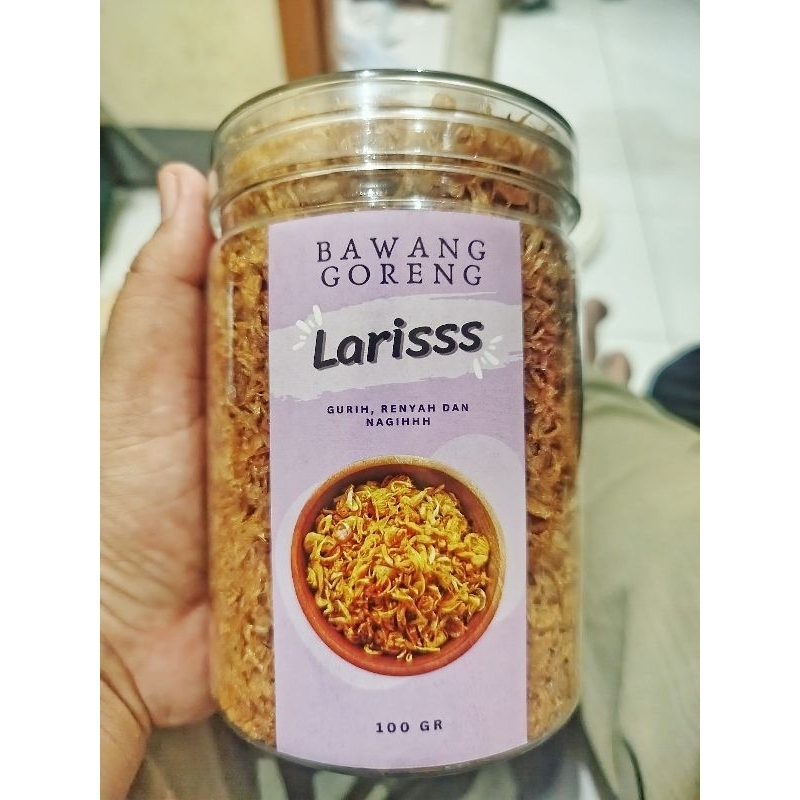 BAWANG
GORENG
Larisss
GURIH, RENYAH DAN
NAGIHHH
100 GR